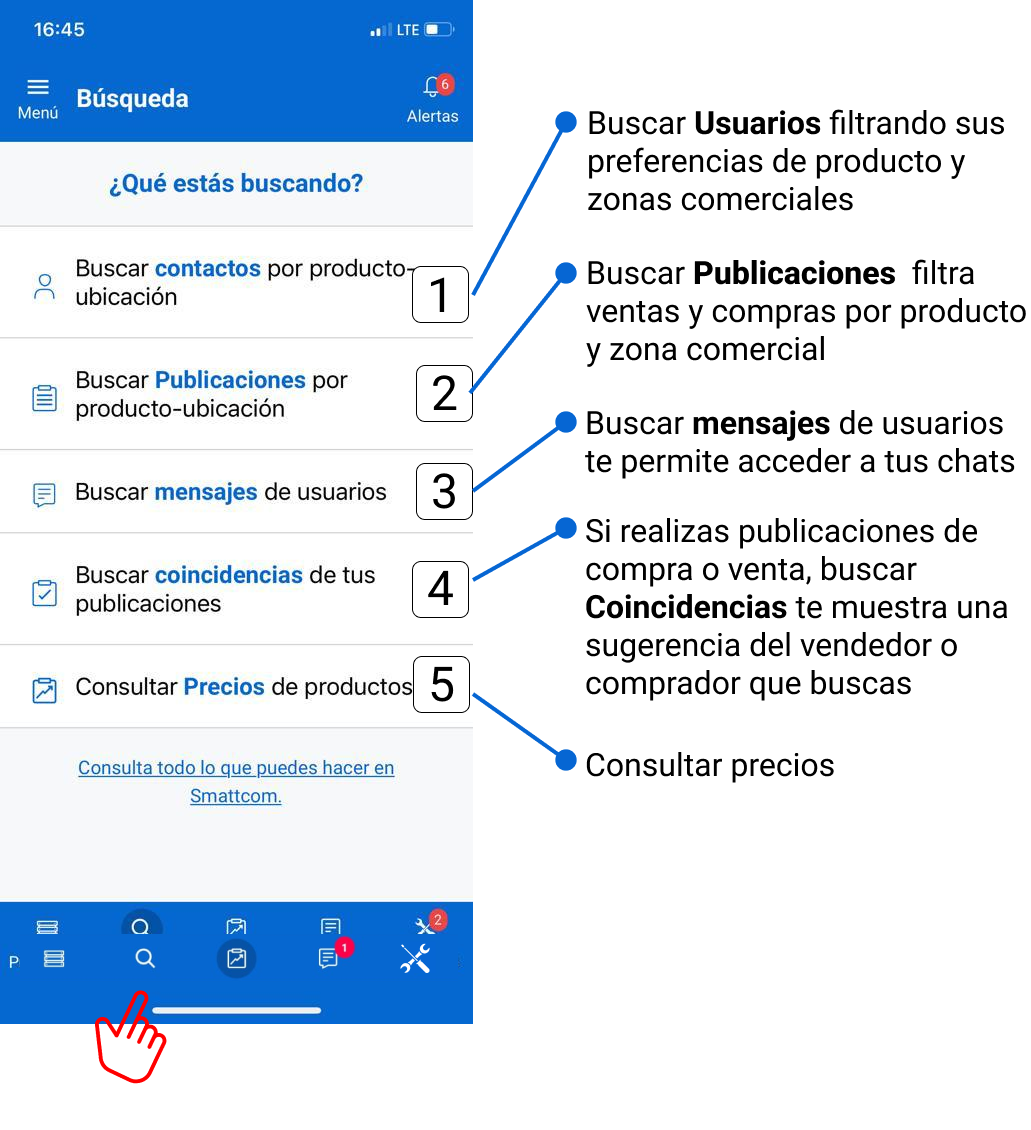 16:45
LTE
Menú
Búsqueda
6
Alertas
¿Qué estás buscando?
Buscar contactos por producto-
ubicación
1
Buscar Publicaciones por
producto-ubicación
2
Buscar mensajes de usuarios
3
Buscar coincidencias de tus
publicaciones
4
Consultar Precios de productos
5
Consulta todo lo que puedes hacer en
Smattcom.
2
P
1
Buscar Usuarios filtrando sus
preferencias de producto y
zonas comerciales
Buscar Publicaciones filtra
ventas y compras por producto
y zona comercial
Buscar mensajes de usuarios
te permite acceder a tus chats
Si realizas publicaciones de
compra o venta, buscar
Coincidencias te muestra una
sugerencia del vendedor o
comprador que buscas
Consultar precios